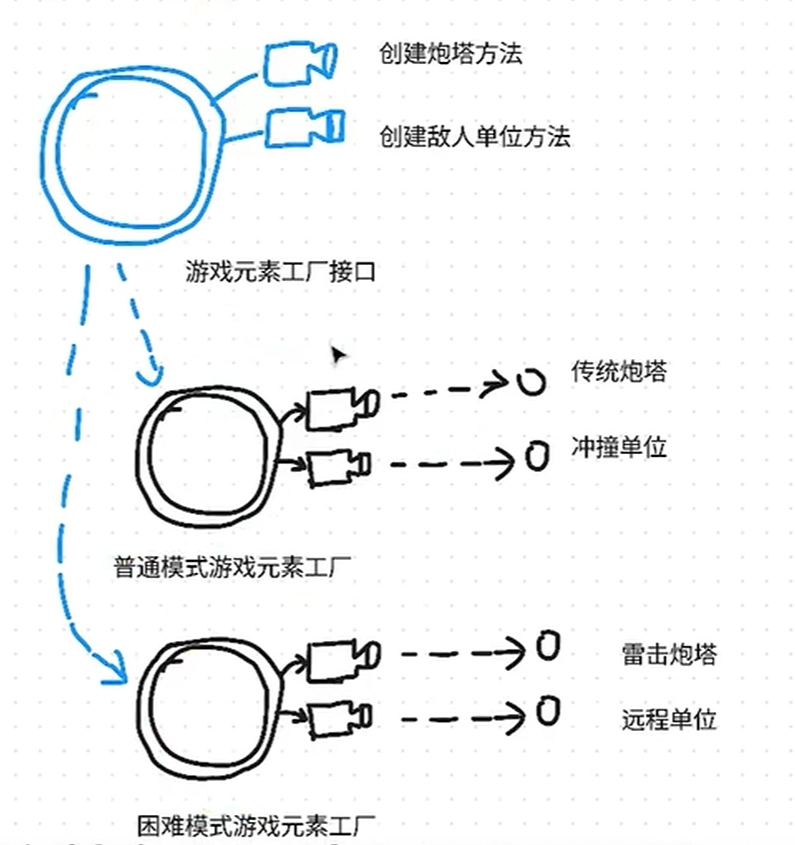 创建炮塔方法
创建敌人单位方法
游戏元素工厂接口
传统炮塔
冲撞单位
普通模式游戏元素工厂
雷击炮塔
远程单位
困难模式游戏元素工厂